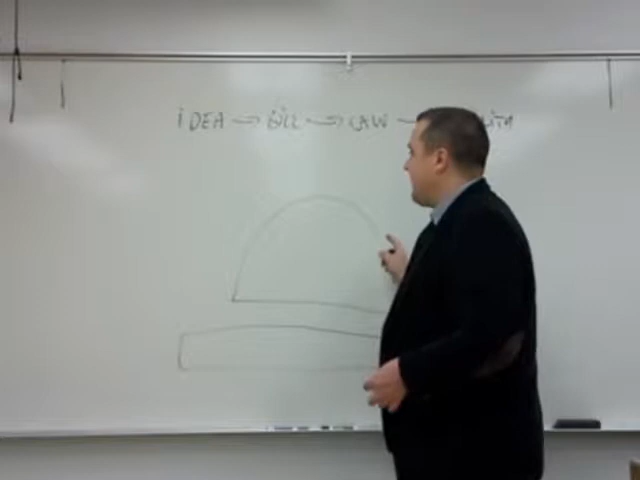 iDEA → BiLL → LAW →